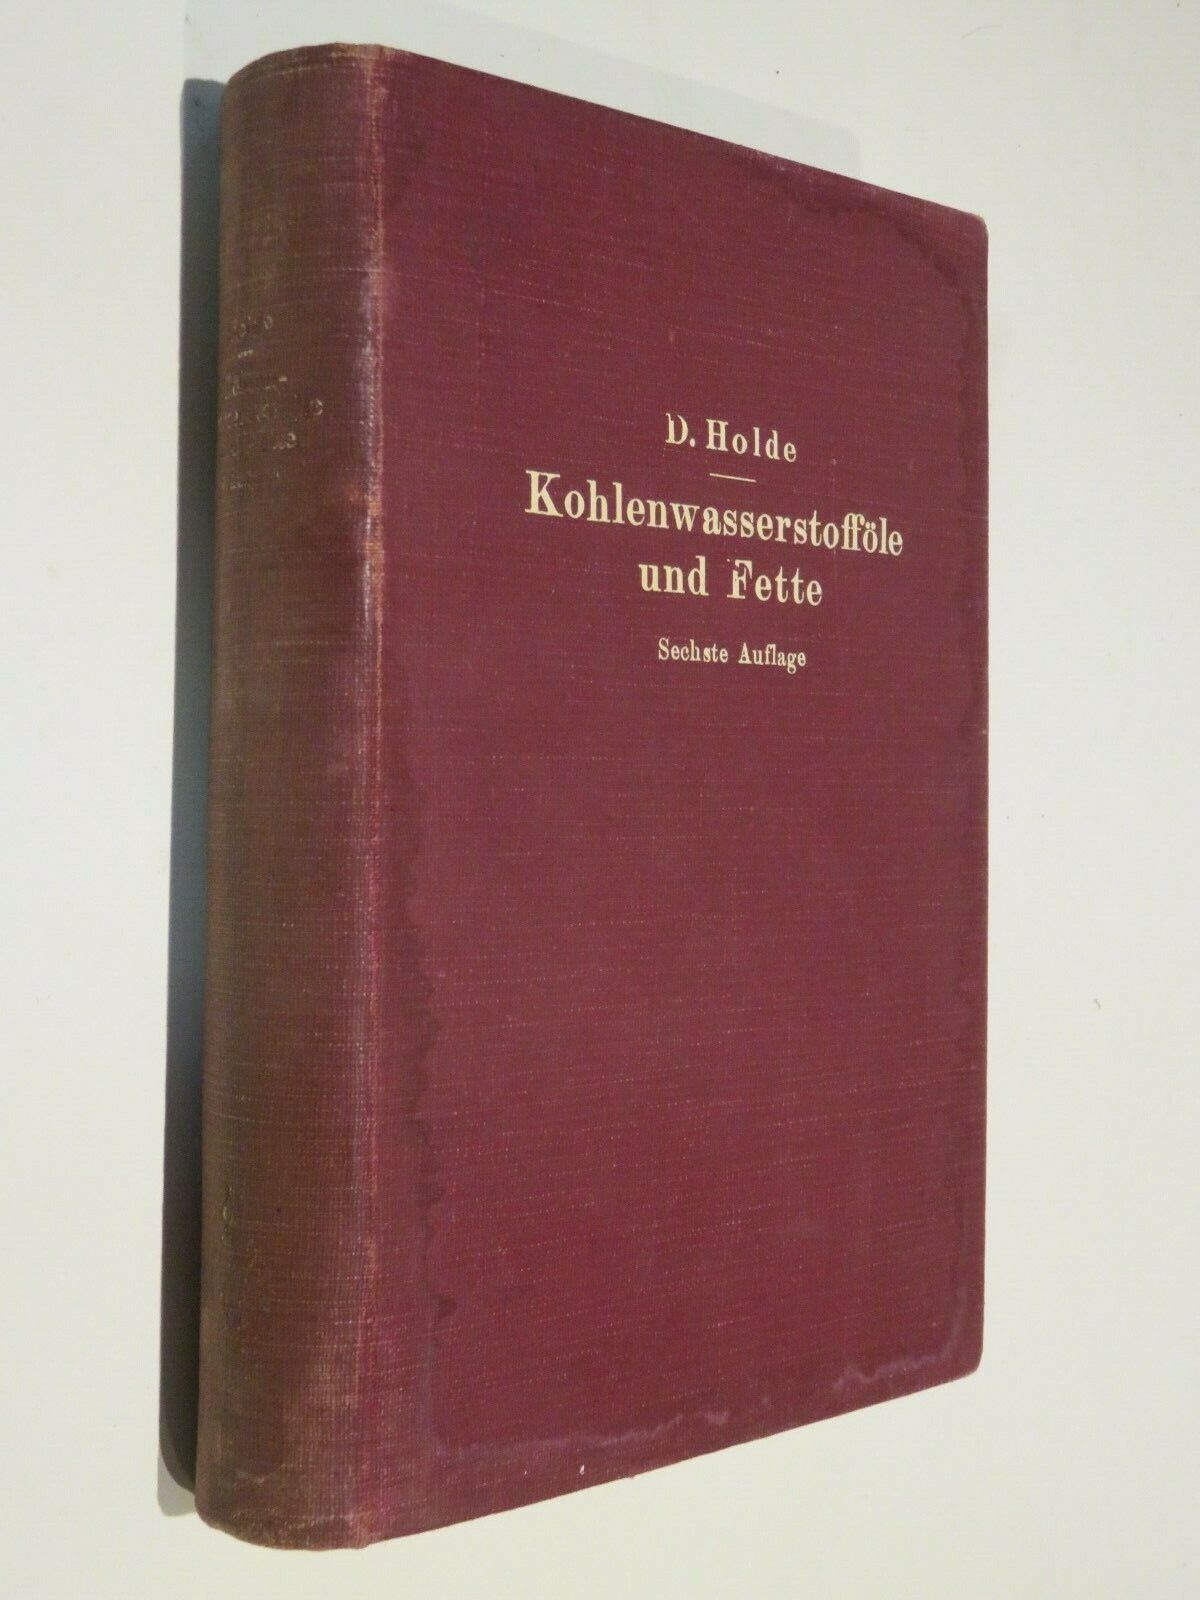 D. Holde
Kohlenwasserstofföle
und Fette
Sechste Auflage